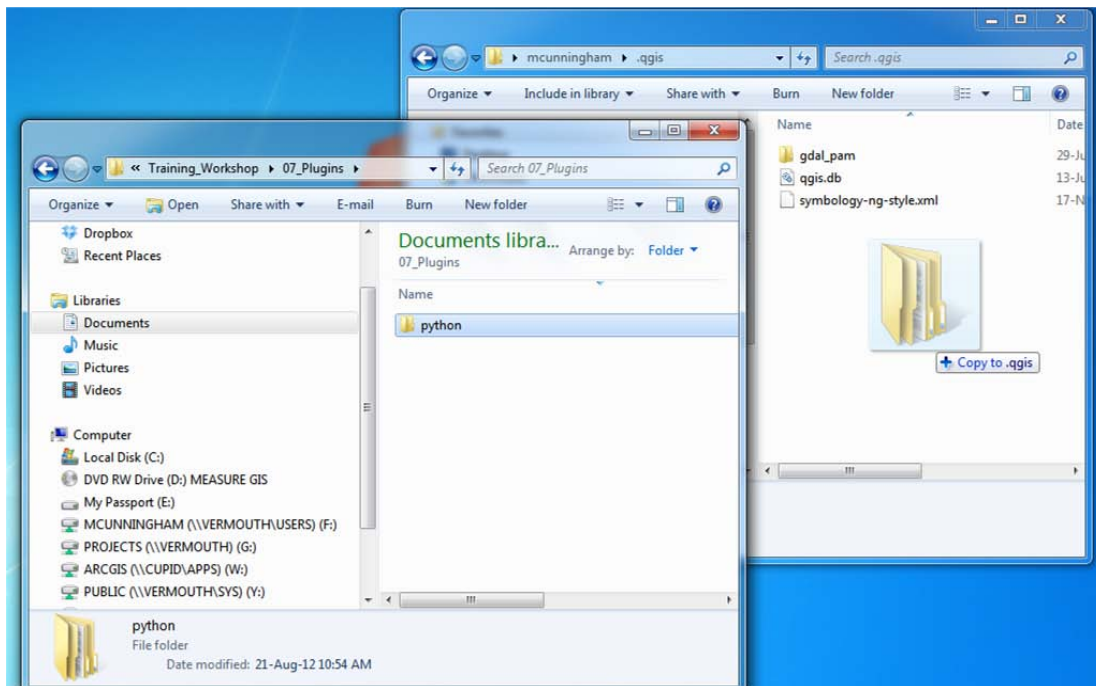 mcunningham ▸ .qgis
Search .qgis
Organize Include in library Share with Burn New folder
Name Date
gdal_pam 29-Ju
qgis.db 13-Ju
symbology-ng-style.xml 17-N
Copy to .qgis
« Training_Workshop ▸ 07_Plugins ▸
Search 07_Plugins
Organize Open Share with E-mail Burn New folder
Dropbox
Recent Places
Libraries
Documents
Music
Pictures
Videos
Computer
Local Disk (C:)
DVD RW Drive (D:) MEASURE GIS
My Passport (E:)
MCUNNINGHAM (\\VERMOUTH\USERS) (F:)
PROJECTS (\\VERMOUTH) (G:)
ARCGIS (\\CUPID\APPS) (W:)
PUBLIC (\\VERMOUTH\SYS) (Y:)
Documents libra...
07_Plugins
Arrange by: Folder
Name
python
python
File folder
Date modified: 21-Aug-12 10:54 AM